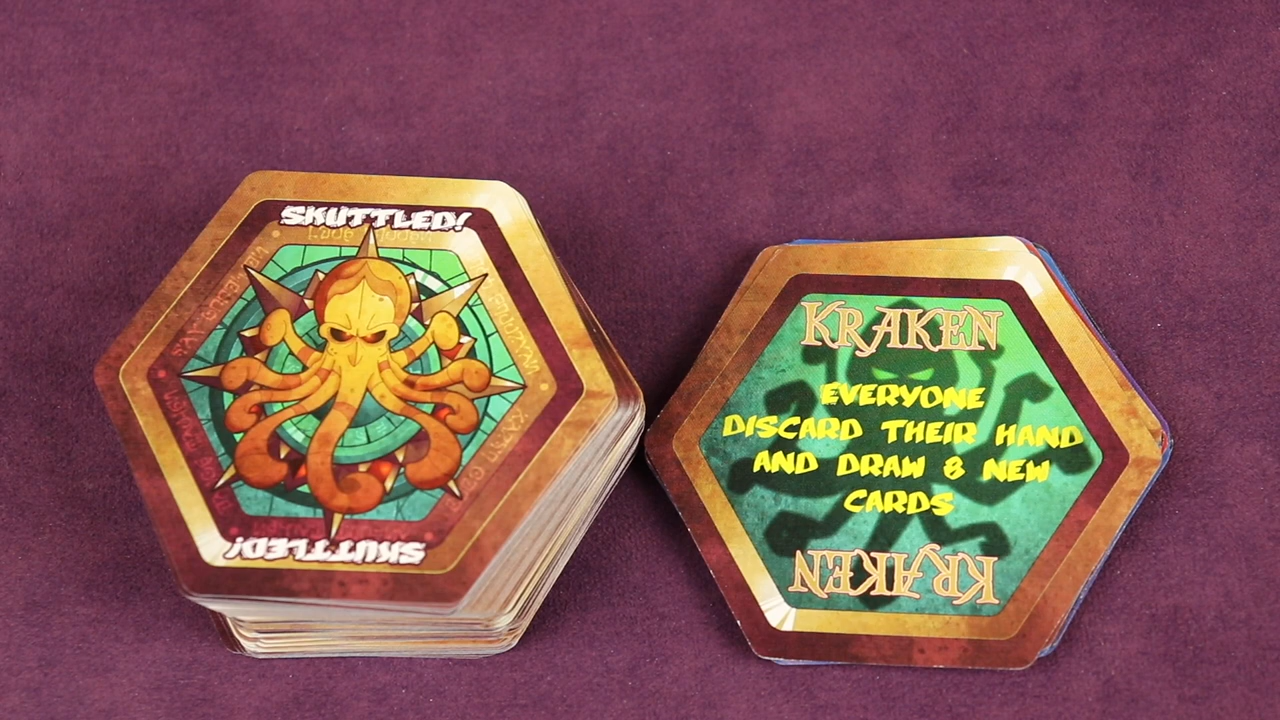 SKUTTLED!
SKUTTLED!
KRAKEN
EVERYONE
DISCARD THEIR HAND
AND DRAW 8 NEW
CARDS
KRAKEN